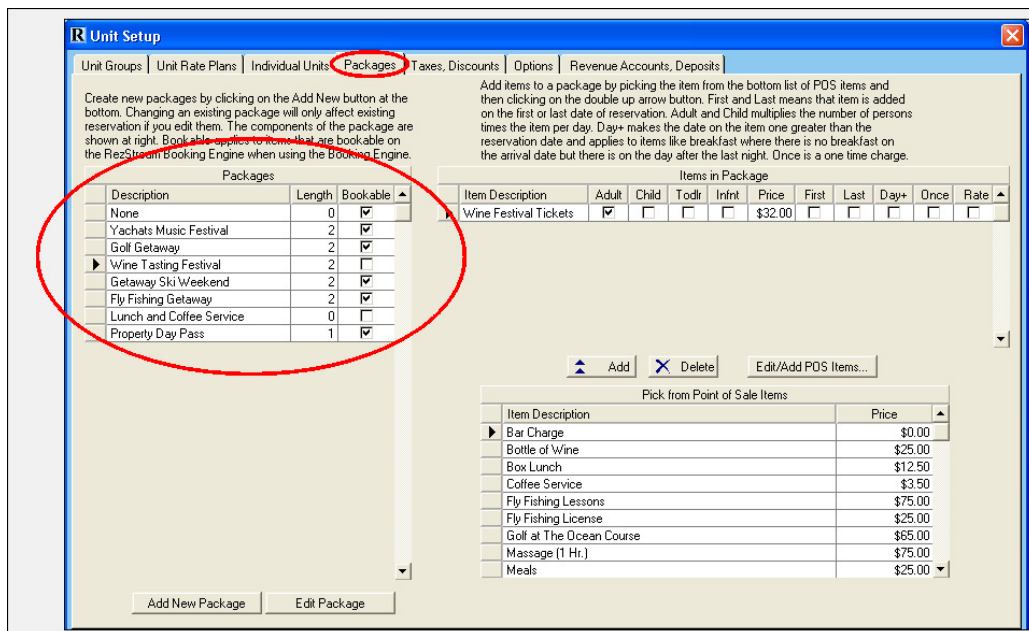 R Unit Setup
Unit Groups Unit Rate Plans Individual Units Packages Taxes, Discounts Options Revenue Accounts, Deposits
Create new packages by clicking on the Add New button at the
bottom. Changing an existing package will only affect existing
reservation if you edit them. The components of the package are
shown at right. Bookable applies to items that are bookable on
the RezStream Booking Engine when using the Booking Engine.
Add items to a package by picking the item from the bottom list of POS items and
then clicking on the double up arrow button. First and Last means that item is added
on the first or last date of reservation. Adult and Child multiplies the number of persons
times the item per day. Day+ makes the date on the item one greater than the
reservation date and applies to items like breakfast where there is no breakfast on
the arrival date but there is on the day after the last night. Once is a one time charge.
Packages
Description Length Bookable
None 0
Yachats Music Festival 2
Golf Getaway 2
Wine Tasting Festival 2
Getaway Ski Weekend 2
Fly Fishing Getaway 2
Lunch and Coffee Service 0
Property Day Pass 1
Items in Package
Item Description Adult Child Todlr Infnt Price First Last Day+ Once Rate
Wine Festival Tickets $32.00
Add Delete Edit/Add POS Items...
Pick from Point of Sale Items
Item Description Price
Bar Charge $0.00
Bottle of Wine $25.00
Box Lunch $12.50
Coffee Service $3.50
Fly Fishing Lessons $75.00
Fly Fishing License $25.00
Golf at The Ocean Course $65.00
Massage (1 Hr.) $75.00
Meals $25.00
Add New Package Edit Package